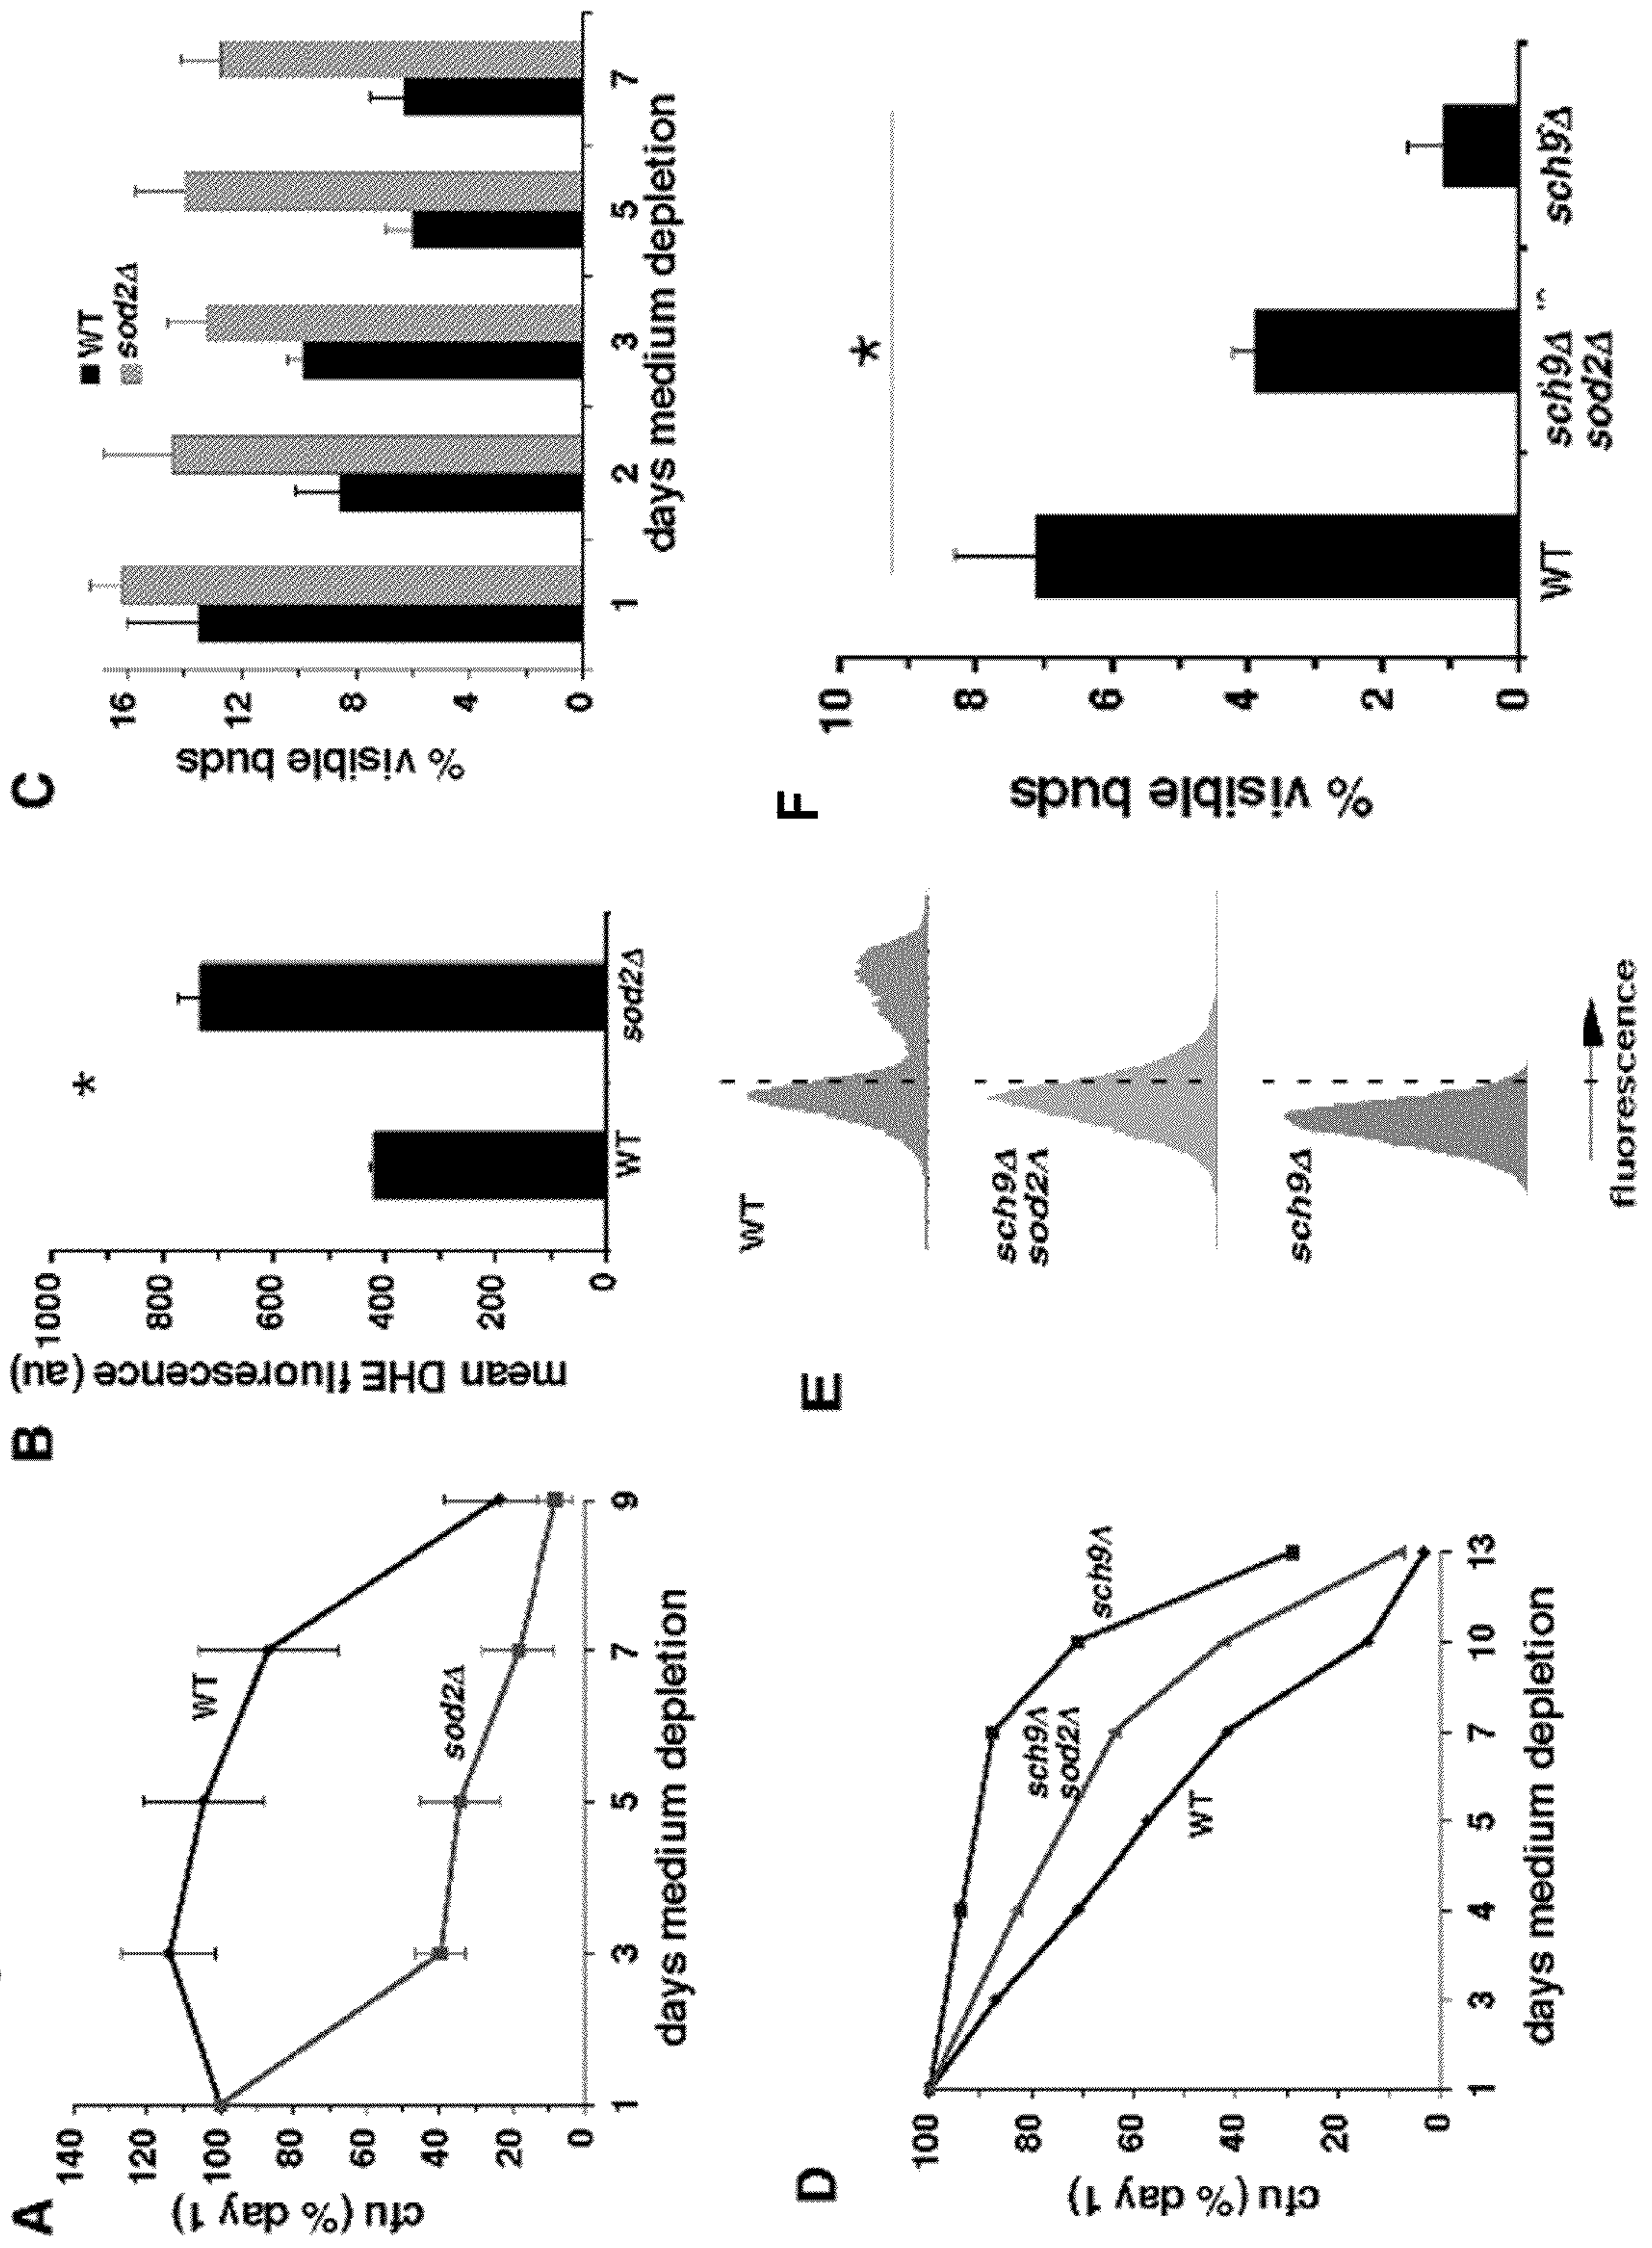 A
cfu (% day 1)
140
120
100
80
60
40
20
0
WT
sod2Δ
1
3
5
7
9
days medium depletion
B
mean DHE fluorescence (au)
1000
800
600
400
200
0
*
WT
sod2Δ
C
% visible buds
16
12
8
4
0
WT
sod2Δ
1
2
3
5
7
days medium depletion
D
cfu (% day 1)
100
80
60
40
20
0
sch9Δ
sch9Δ
sod2Δ
WT
1
3
4
5
7
10
13
days medium depletion
E
WT
sch9Δ
sod2Δ
sch9Δ
fluorescence
F
% visible buds
10
8
6
4
2
0
*
WT
sch9Δ
sod2Δ
sch9Δ